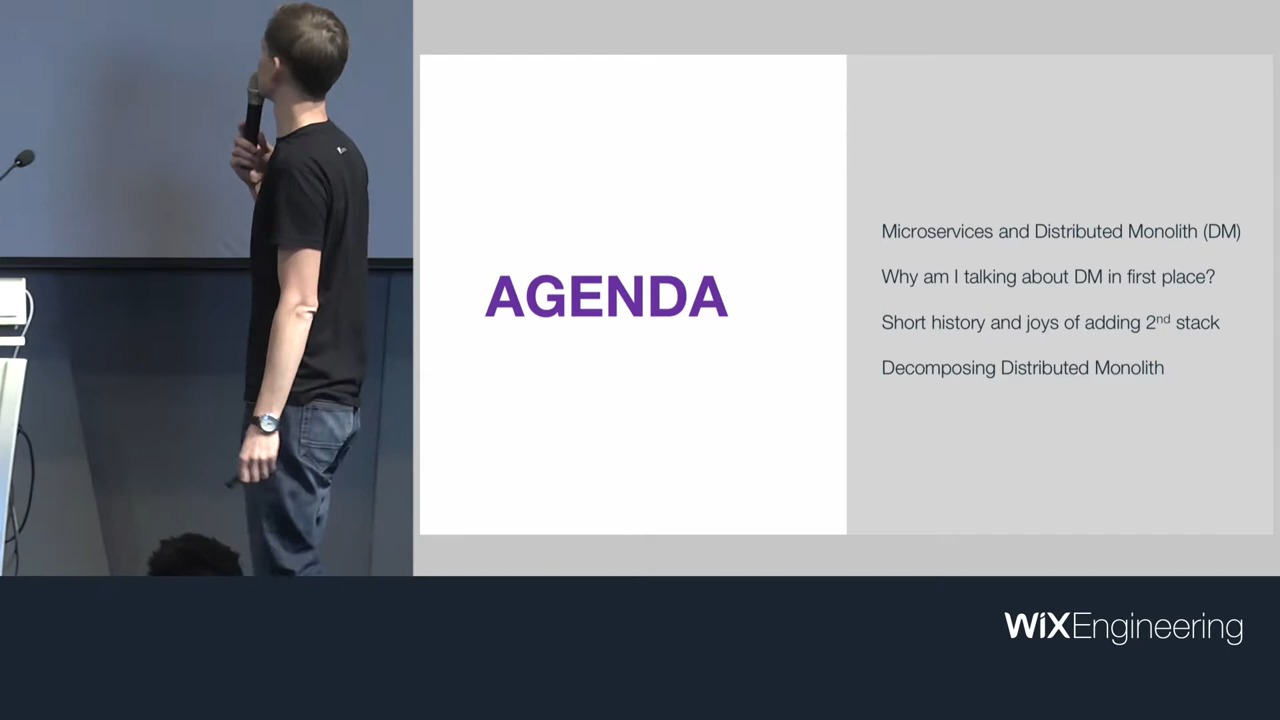 AGENDA
Microservices and Distributed Monolith (DM)
Why am I talking about DM in first place?
Short history and joys of adding 2nd stack
Decomposing Distributed Monolith
WiXEngineering